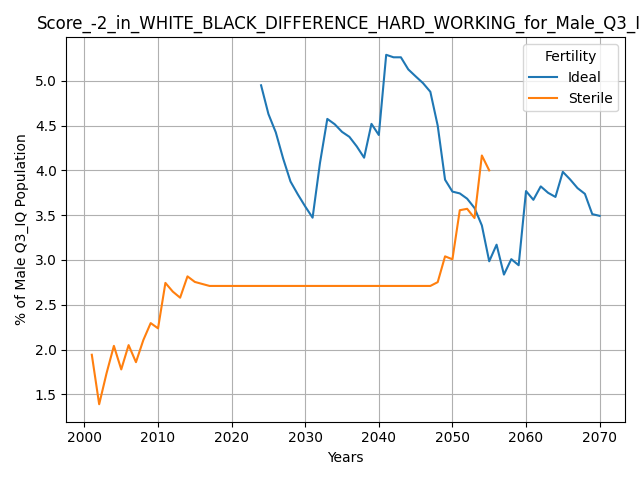 Score_-2_in_WHITE_BLACK_DIFFERENCE_HARD_WORKING_for_Male_Q3_I
Fertility
Ideal
Sterile
% of Male Q3_IQ Population
5.0
4.5
4.0
3.5
3.0
2.5
2.0
1.5
2000 2010 2020 2030 2040 2050 2060 2070
Years